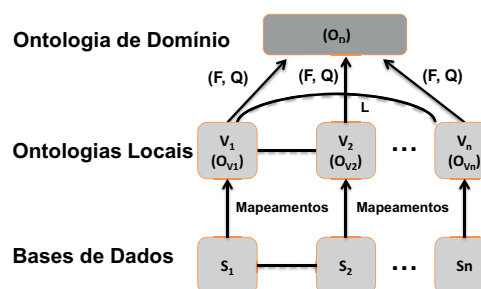 Ontologia de Domínio
(O_D)
(F, Q) (F, Q) (F, Q)
L
Ontologias Locais
V_1 V_2 ... V_n
(O_V1) (O_V2) (O_Vn)
Mapeamentos Mapeamentos
Bases de Dados
S_1 S_2 ... Sn